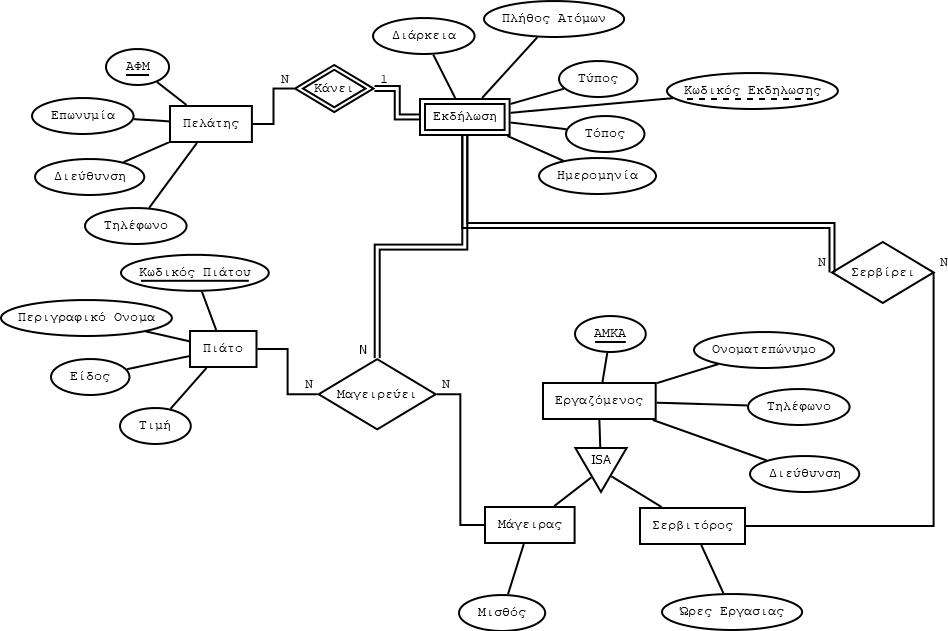 Πλήθος Ατόμων
Διάρκεια
ΑΦΜ
Ν
Κάνει
1
Τύπος
Κωδικός Εκδηλωσης
Επωνυμία
Πελάτης
Εκδήλωση
Τόπος
Διεύθυνση
Ημερομηνία
Τηλέφωνο
Κωδικός Πιάτου
Ν
Σερβίρει
Ν
Περιγραφικό Ονομα
Πιάτο
Ν
ΑΜΚΑ
Ονοματεπώνυμο
Είδος
Ν
Μαγειρεύει
Ν
Εργαζόμενος
Τηλέφωνο
Τιμή
ISA
Διεύθυνση
Μάγειρας
Σερβιτόρος
Μισθός
Ώρες Εργασιας